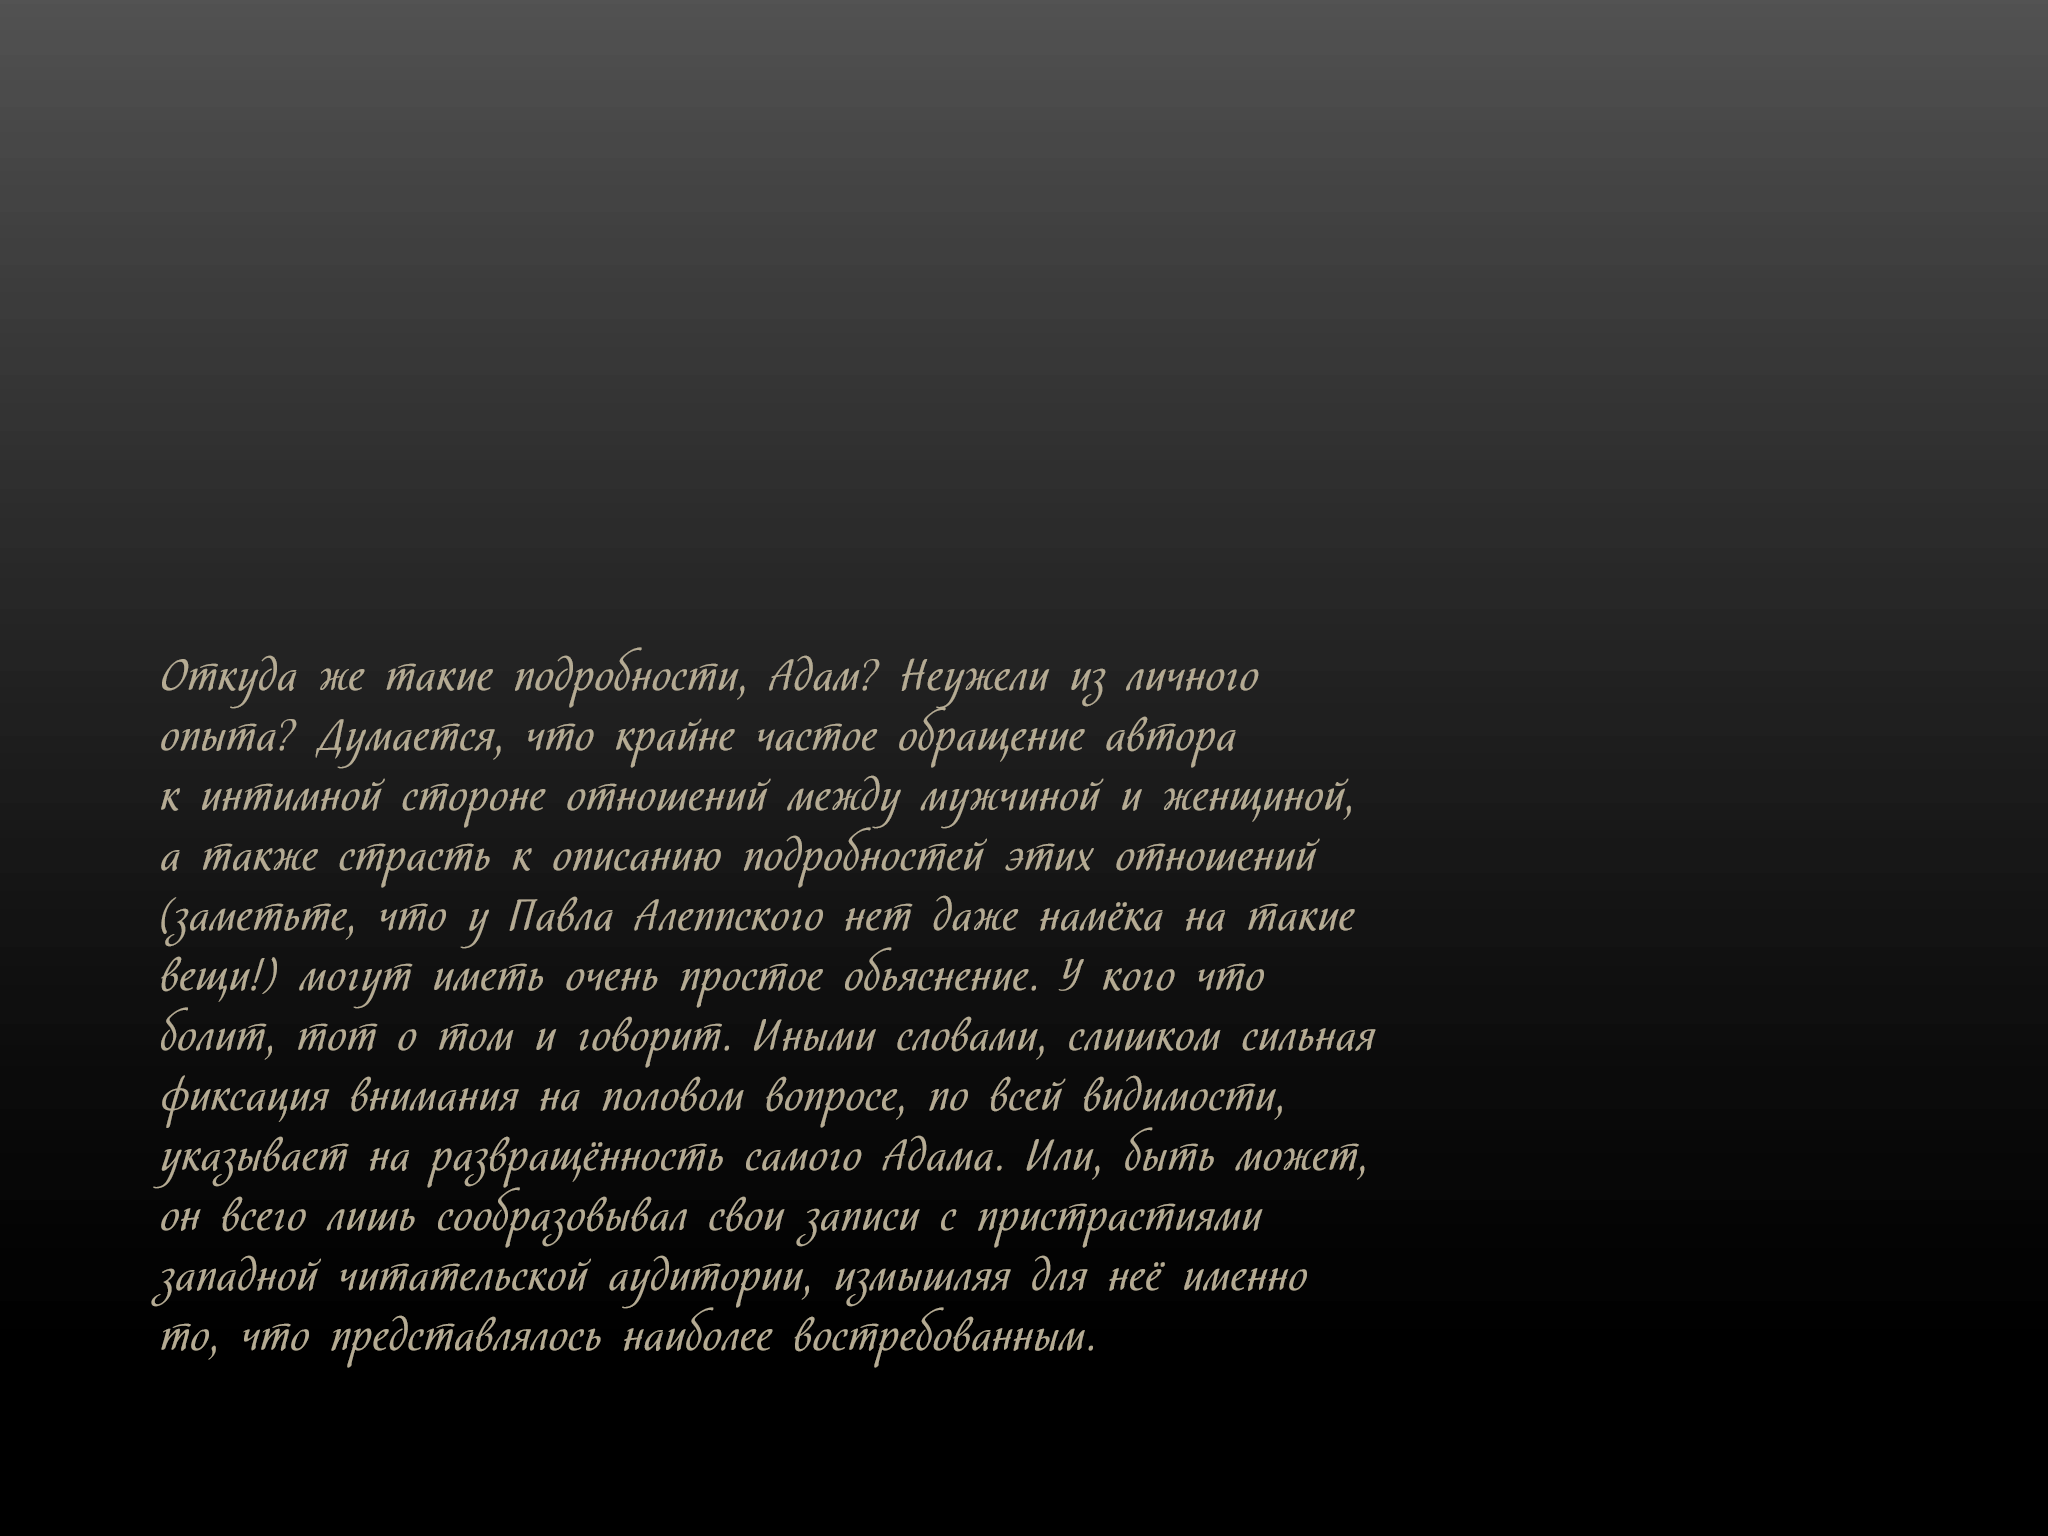 Откуда же такие подробности, Адам? Неужели из личного
опыта? Думается, что крайне частое обращение автора
к интимной стороне отношений между мужчиной и женщиной,
а также страсть к описанию подробностей этих отношений
(заметьте, что у Павла Алеппского нет даже намёка на такие
вещи!) могут иметь очень простое обьяснение. У кого что
болит, тот о том и говорит. Иными словами, слишком сильная
фиксация внимания на половом вопросе, по всей видимости,
указывает на развращённость самого Адама. Или, быть может,
он всего лишь сообразовывал свои записи с пристрастиями
западной читательской аудитории, измышляя для неё именно
то, что представлялось наиболее востребованным.